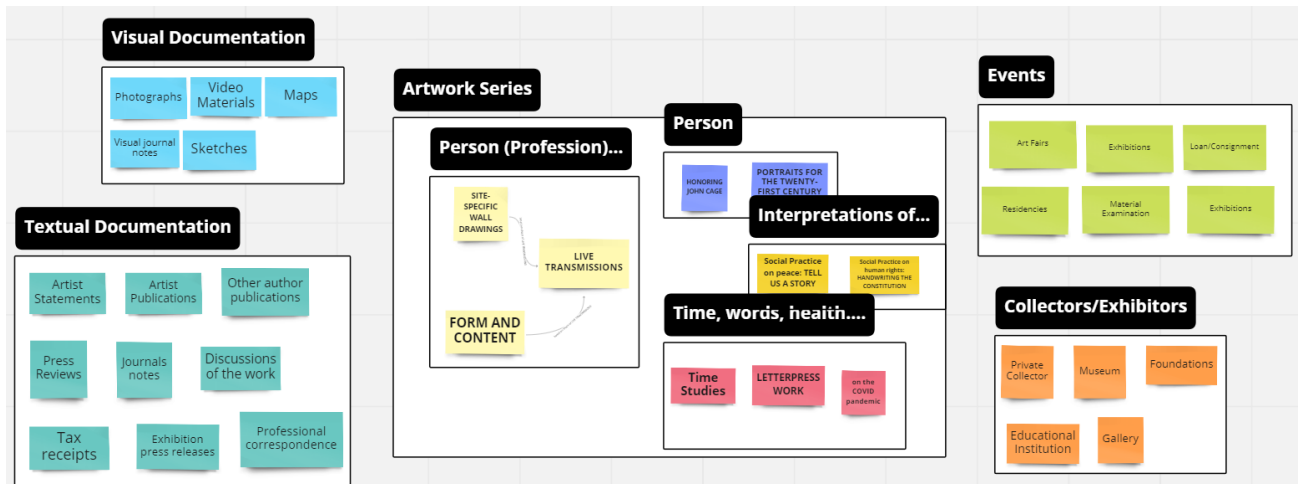 Visual Documentation
Photographs
Video
Materials
Maps
Visual journal
notes
Sketches
Textual Documentation
Artist
Statements
Artist
Publications
Other author
publications
Press
Reviews
Journals
notes
Discussions
of the work
Tax
receipts
Exhibition
press releases
Professional
correspondence
Artwork Series
Person (Profession)...
SITE-
SPECIFIC
WALL
DRAWINGS
LIVE
TRANSMISSIONS
FORM AND
CONTENT
Person
HONORING
JOHN CAGE
PORTRAITS FOR
THE TWENTY-
FIRST CENTURY
Interpretations of...
Social Practice
on peace: TELL
US A STORY
Social Practice on
human rights:
HANDWRITING THE
CONSTITUTION
Time, words, health....
Time
Studies
LETTERPRESS
WORK
on the
COVID
pandemic
Events
Art Fairs
Exhibitions
Loan/Consignment
Residencies
Material
Examination
Exhibitions
Collectors/Exhibitors
Private
Collector
Museum
Foundations
Educational
Institution
Gallery